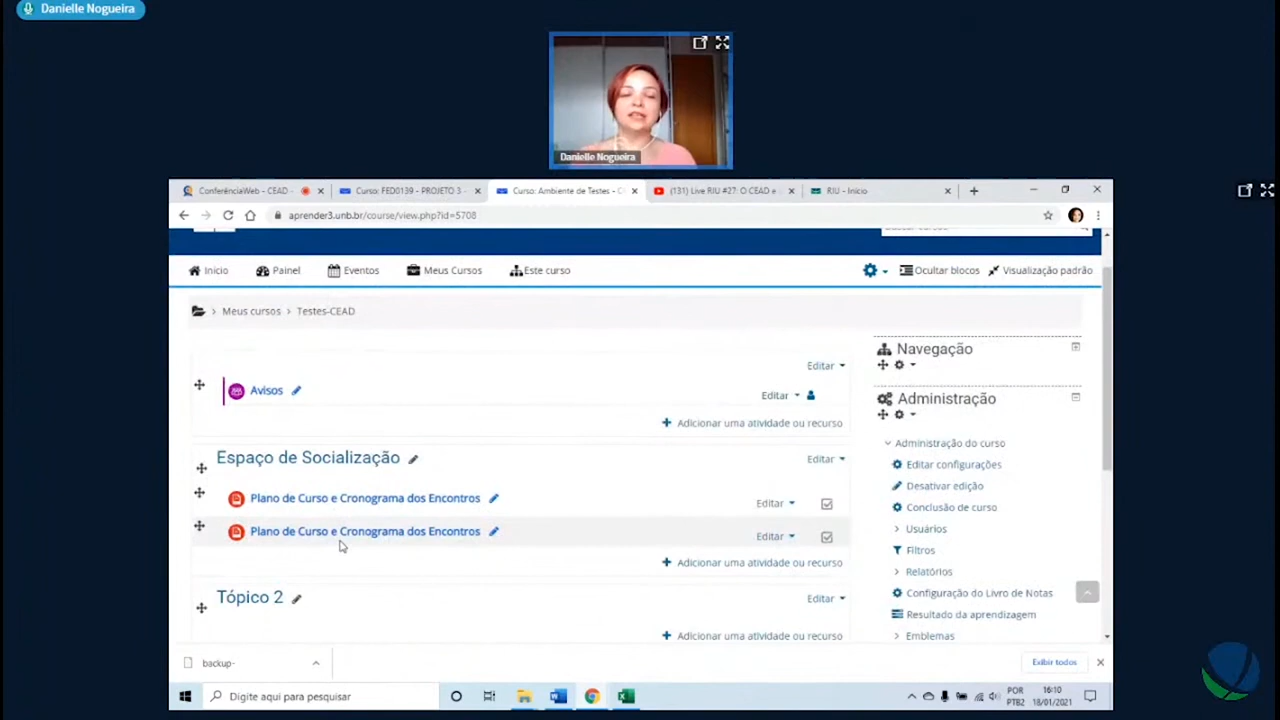 Danielle Nogueira
Danielle Nogueira
ConferênciaWeb - CEAD -
Curso: FED0139 - PROJETO 3 -
Curso: Ambiente de Testes - C
(131) Live RIU #27: O CEAD e
RIU - Início
aprender3.unb.br/course/view.php?id=5708
Início
Painel
Eventos
Meus Cursos
Este curso
Ocultar blocos
Visualização padrão
Meus cursos > Testes-CEAD
Editar
Avisos
Editar
Adicionar uma atividade ou recurso
Espaço de Socialização
Editar
Plano de Curso e Cronograma dos Encontros
Editar
Plano de Curso e Cronograma dos Encontros
Editar
Adicionar uma atividade ou recurso
Tópico 2
Editar
Adicionar uma atividade ou recurso
Navegação
Administração
Administração do curso
Editar configurações
Desativar edição
Conclusão de curso
Usuários
Filtros
Relatórios
Configuração do Livro de Notas
Resultado da aprendizagem
Emblemas
backup-
Exibir todos
Digite aqui para pesquisar
POR
PTB2
16:10
18/01/2021